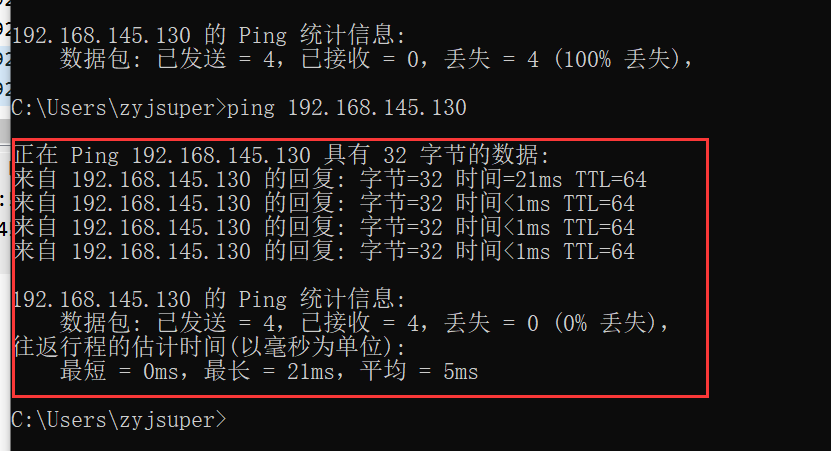 192.168.145.130 的 Ping 统计信息:
数据包: 已发送 = 4，已接收 = 0，丢失 = 4 (100% 丢失)，
C:\Users\zyjsuper>ping 192.168.145.130
正在 Ping 192.168.145.130 具有 32 字节的数据:
来自 192.168.145.130 的回复: 字节=32 时间=21ms TTL=64
来自 192.168.145.130 的回复: 字节=32 时间<1ms TTL=64
来自 192.168.145.130 的回复: 字节=32 时间<1ms TTL=64
来自 192.168.145.130 的回复: 字节=32 时间<1ms TTL=64
192.168.145.130 的 Ping 统计信息:
数据包: 已发送 = 4，已接收 = 4，丢失 = 0 (0% 丢失)，
往返行程的估计时间(以毫秒为单位):
最短 = 0ms，最长 = 21ms，平均 = 5ms
C:\Users\zyjsuper>